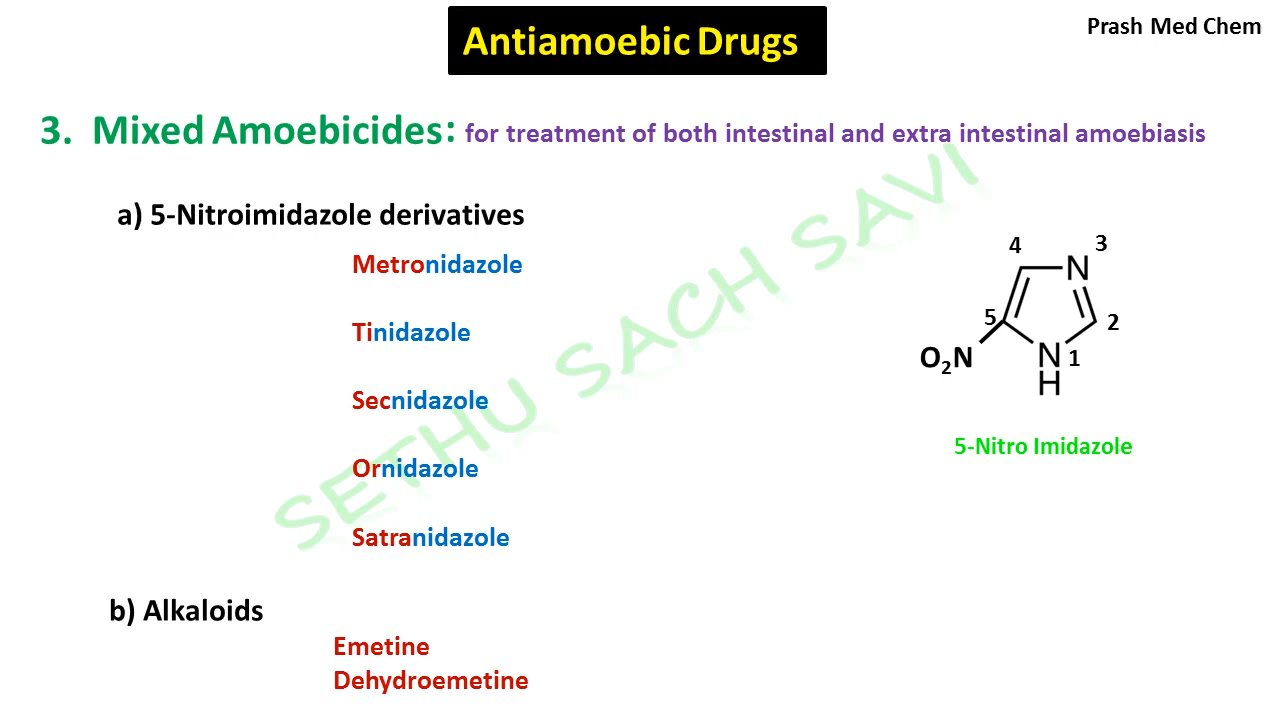 Antiamoebic Drugs
Prash Med Chem
3. Mixed Amoebicides: for treatment of both intestinal and extra intestinal amoebiasis
a) 5-Nitroimidazole derivatives
Metronidazole
Tinidazole
Secnidazole
Ornidazole
Satranidazole
b) Alkaloids
Emetine
Dehydroemetine
4
3
N
5
2
O₂N
N
1
H
5-Nitro Imidazole
SETHU SACH SAVI